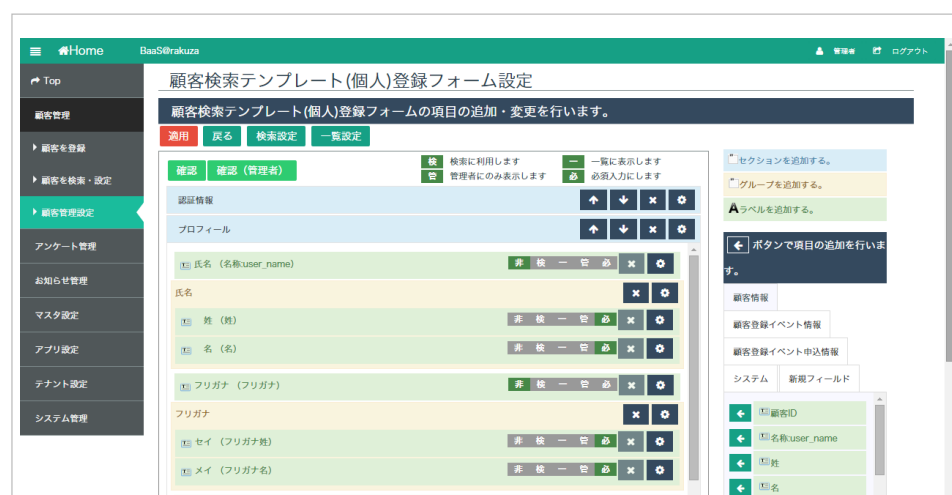 Home
BaaS@rakuza
管理者
ログアウト
Top
顧客管理
顧客を登録
顧客を検索・設定
顧客管理設定
アンケート管理
お知らせ管理
マスタ設定
アプリ設定
テナント設定
システム管理
顧客検索テンプレート(個人)登録フォーム設定
顧客検索テンプレート(個人)登録フォームの項目の追加・変更を行います。
適用 戻る 検索設定 一覧設定
確認 確認（管理者）
検 検索に利用します 一 一覧に表示します
管 管理者にのみ表示します 必 必須入力にします
認証情報
プロフィール
氏名 （名称:user_name） 非 検 一 管 必
氏名
姓 （姓） 非 検 一 管 必
名 （名） 非 検 一 管 必
フリガナ （フリガナ） 非 検 一 管 必
フリガナ
セイ （フリガナ姓） 非 検 一 管 必
メイ （フリガナ名） 非 検 一 管 必
セクションを追加する。
グループを追加する。
ラベルを追加する。
ボタンで項目の追加を行いま
す。
顧客情報
顧客登録イベント情報
顧客登録イベント申込情報
システム 新規フィールド
顧客ID
名称:user_name
姓
名